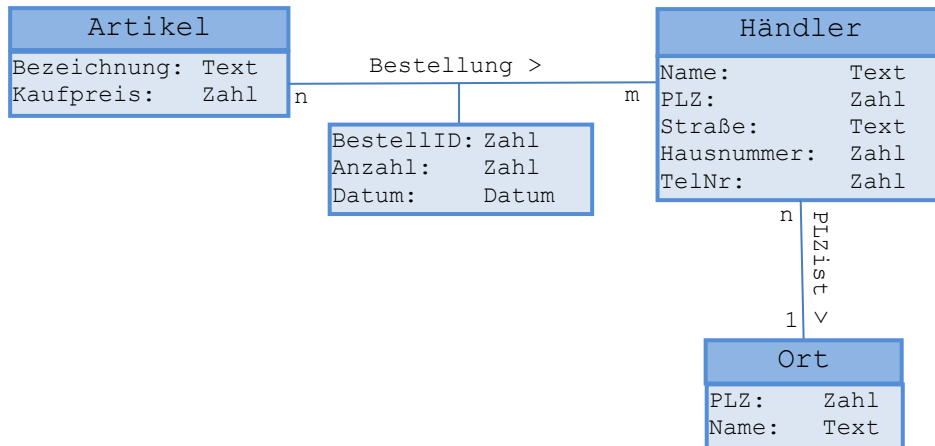 Artikel
Bezeichnung: Text
Kaufpreis: Zahl
Bestellung >
n
m
BestellID: Zahl
Anzahl: Zahl
Datum: Datum
Händler
Name: Text
PLZ: Zahl
Straße: Text
Hausnummer: Zahl
TelNr: Zahl
n
PLZist >
1
Ort
PLZ: Zahl
Name: Text